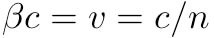 βc = v = c/n